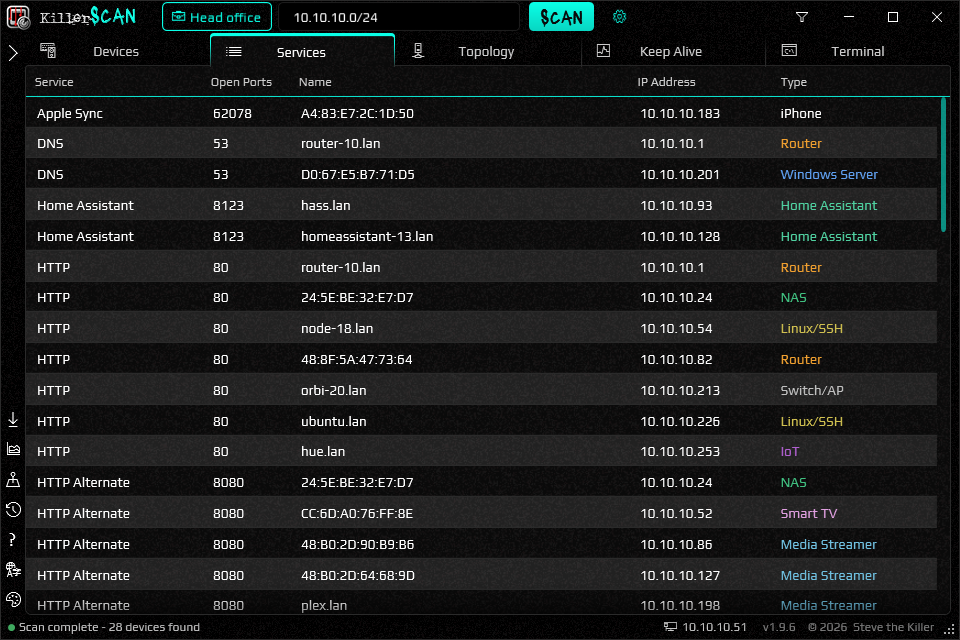 KillerSCAN Head office 10.10.10.0/24 SCAN
Devices Services Topology Keep Alive Terminal
Service Open Ports Name IP Address Type
Apple Sync 62078 A4:83:E7:2C:1D:50 10.10.10.183 iPhone
DNS 53 router-10.lan 10.10.10.1 Router
DNS 53 D0:67:E5:B7:71:D5 10.10.10.201 Windows Server
Home Assistant 8123 hass.lan 10.10.10.93 Home Assistant
Home Assistant 8123 homeassistant-13.lan 10.10.10.128 Home Assistant
HTTP 80 router-10.lan 10.10.10.1 Router
HTTP 80 24:5E:BE:32:E7:D7 10.10.10.24 NAS
HTTP 80 node-18.lan 10.10.10.54 Linux/SSH
HTTP 80 48:8F:5A:47:73:64 10.10.10.82 Router
HTTP 80 orbi-20.lan 10.10.10.213 Switch/AP
HTTP 80 ubuntu.lan 10.10.10.226 Linux/SSH
HTTP 80 hue.lan 10.10.10.253 IoT
HTTP Alternate 8080 24:5E:BE:32:E7:D7 10.10.10.24 NAS
HTTP Alternate 8080 CC:6D:A0:76:FF:8E 10.10.10.52 Smart TV
HTTP Alternate 8080 48:B0:2D:90:B9:B6 10.10.10.86 Media Streamer
HTTP Alternate 8080 48:B0:2D:64:68:9D 10.10.10.127 Media Streamer
HTTP Alternate 8080 plex.lan 10.10.10.198 Media Streamer
Scan complete - 28 devices found 10.10.10.51 v1.9.6 © 2026 Steve the Killer